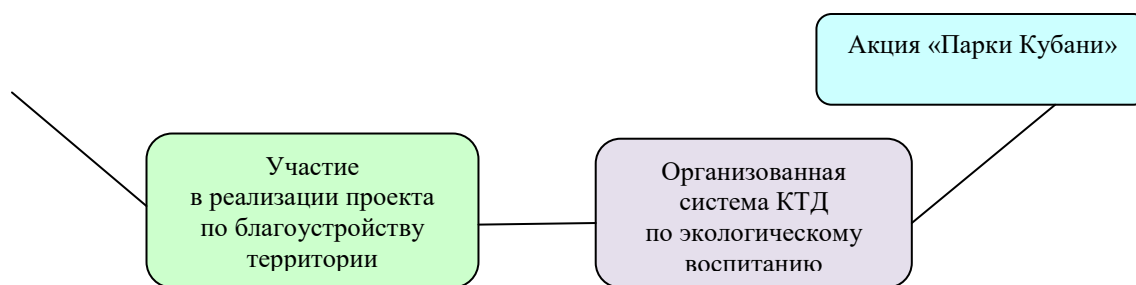 Акция «Парки Кубани»
Участие
в реализации проекта
по благоустройству
территории
Организованная
система КТД
по экологическому
воспитанию